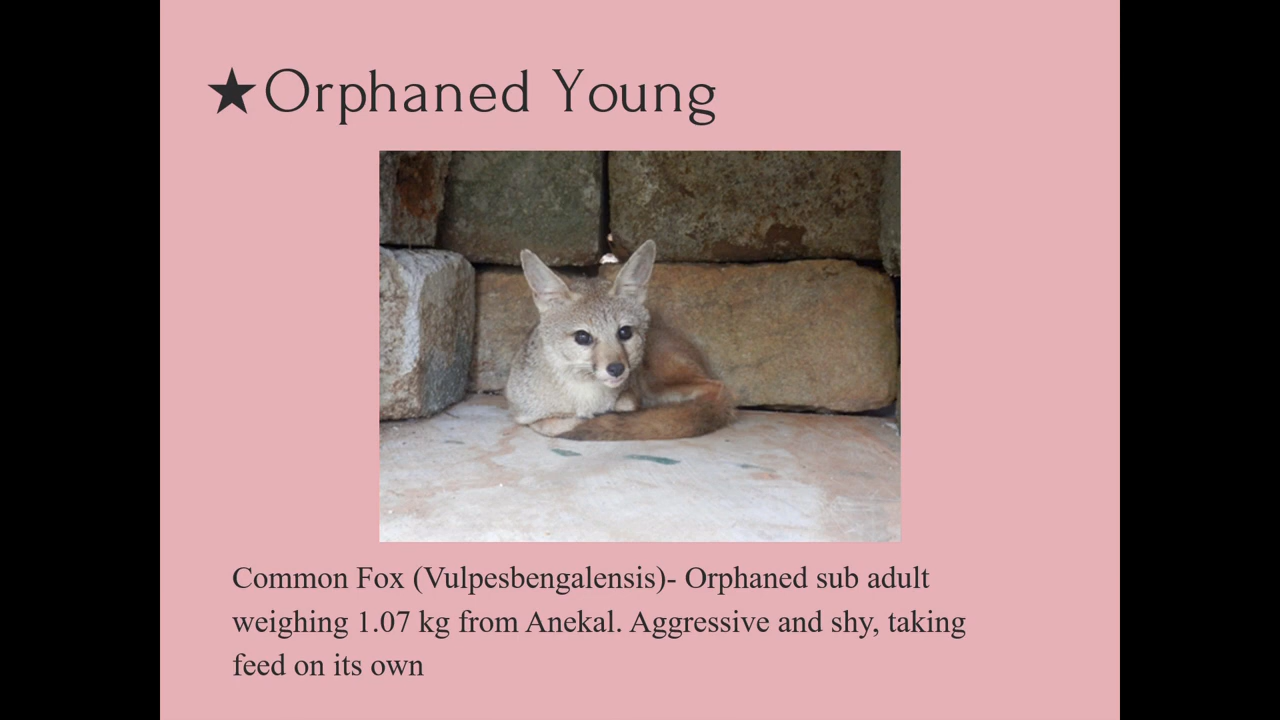 ★Orphaned Young
Common Fox (Vulpesbengalensis)- Orphaned sub adult
weighing 1.07 kg from Anekal. Aggressive and shy, taking
feed on its own